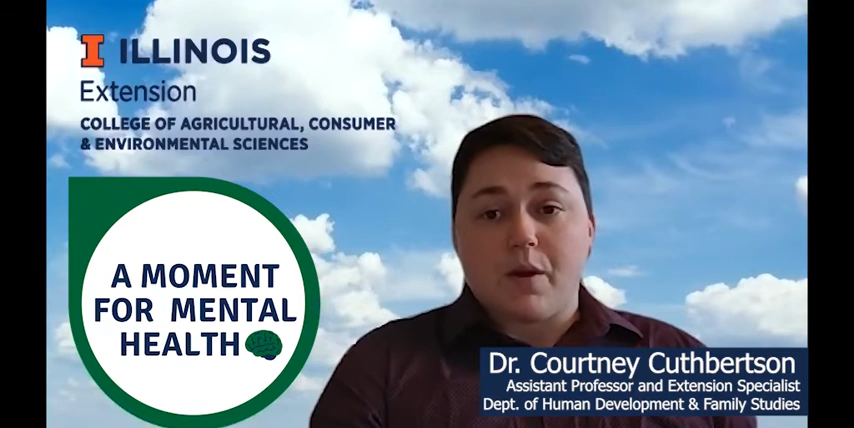 I ILLINOIS
Extension
COLLEGE OF AGRICULTURAL, CONSUMER
& ENVIRONMENTAL SCIENCES
A MOMENT
FOR MENTAL
HEALTH
Dr. Courtney Cuthbertson
Assistant Professor and Extension Specialist
Dept. of Human Development & Family Studies